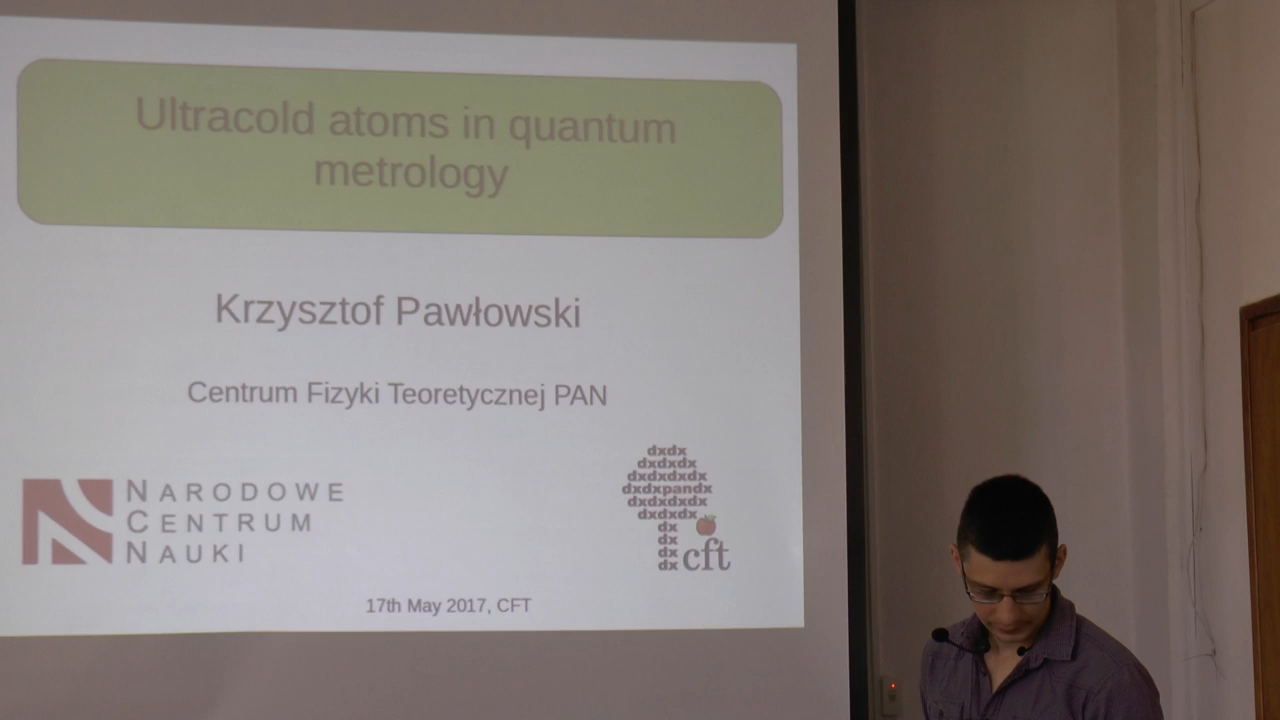 Ultracold atoms in quantum
metrology
Krzysztof Pawłowski
Centrum Fizyki Teoretycznej PAN
NARODOWE
CENTRUM
NAUKI
dxdx
dxdxdx
dxdxdxdx
dxdxpandx
dxdxdxdx
dxdxdx
dx
dx
dx
dx cft
17th May 2017, CFT